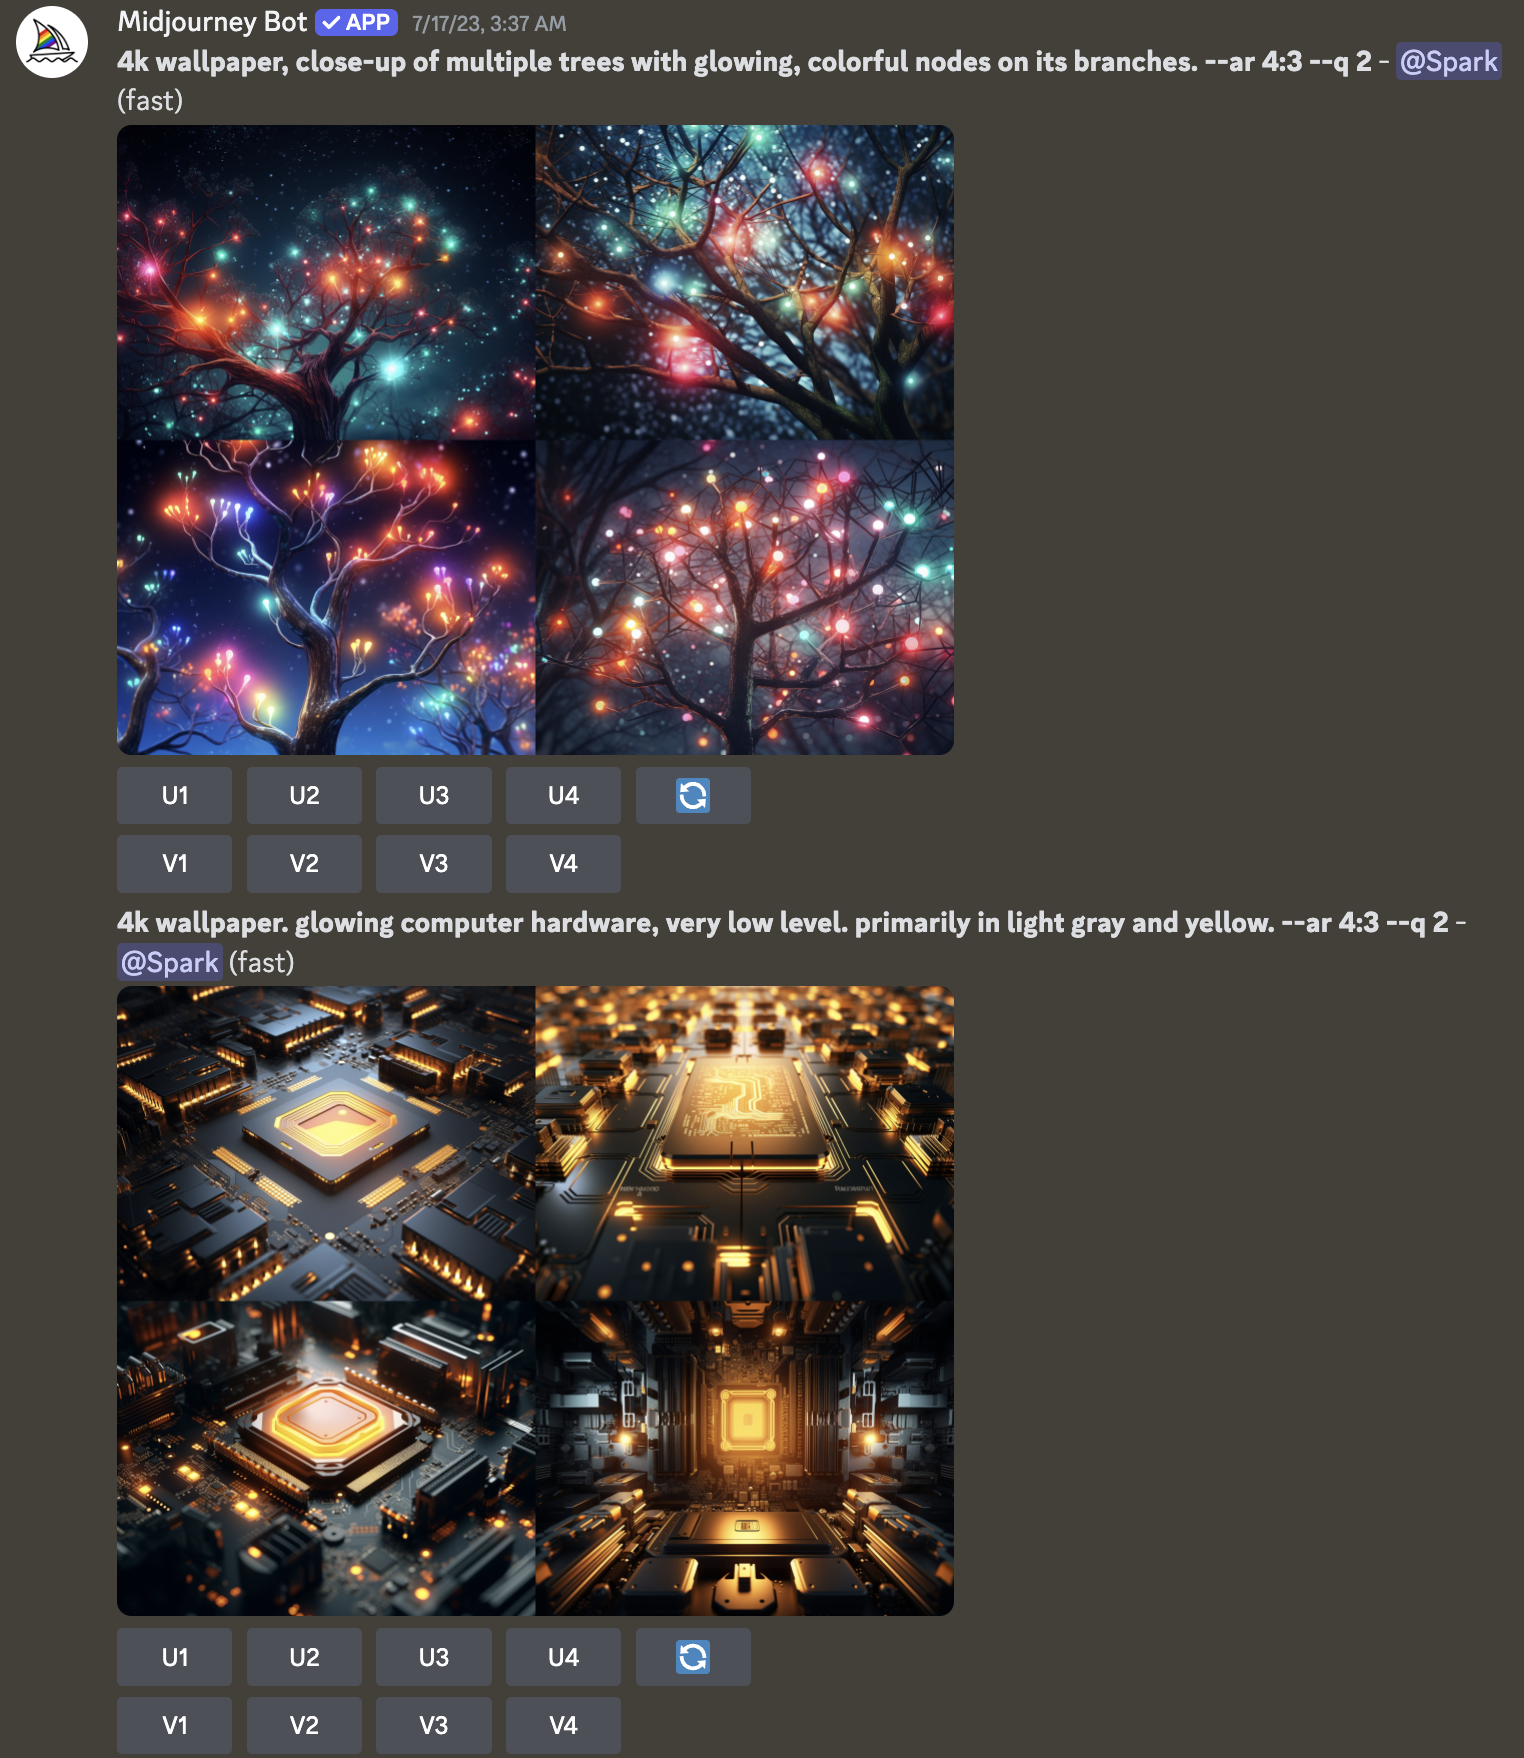 Midjourney Bot ✓ APP 7/17/23, 3:37 AM
4k wallpaper, close-up of multiple trees with glowing, colorful nodes on its branches. --ar 4:3 --q 2 - @Spark
(fast)
U1 U2 U3 U4
V1 V2 V3 V4
4k wallpaper. glowing computer hardware, very low level. primarily in light gray and yellow. --ar 4:3 --q 2 -
@Spark (fast)
U1 U2 U3 U4
V1 V2 V3 V4